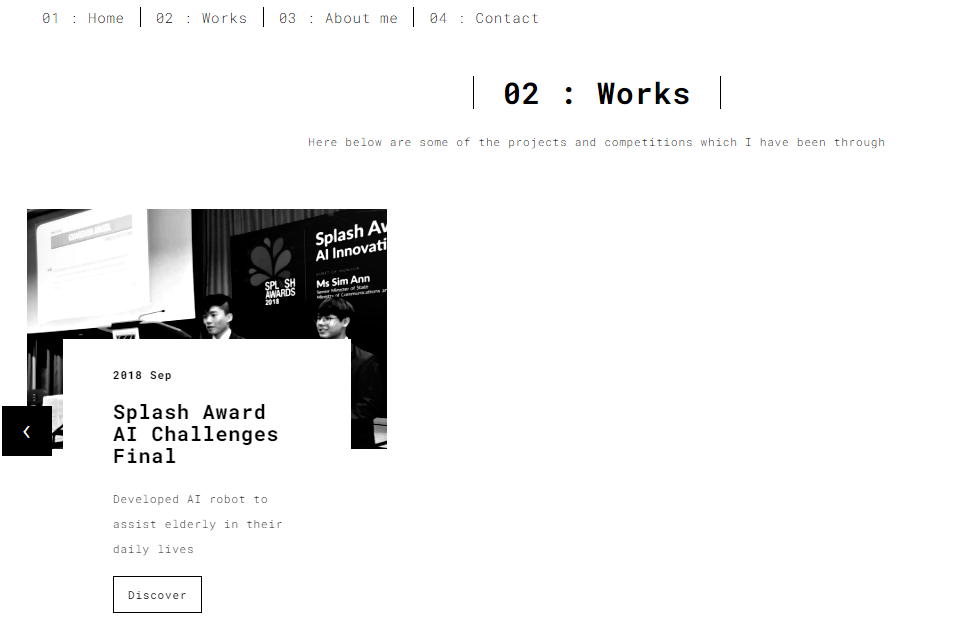 01 : Home
02 : Works
03 : About me
04 : Contact
02 : Works
Here below are some of the projects and competitions which I have been through
Splash Aw
AI Innovati
Ms Sim Ann
Senior Minister of State
Ministry of Communications an
SPL SH
AWARDS
2018
2018 Sep
Splash Award
AI Challenges
Final
Developed AI robot to
assist elderly in their
daily lives
Discover